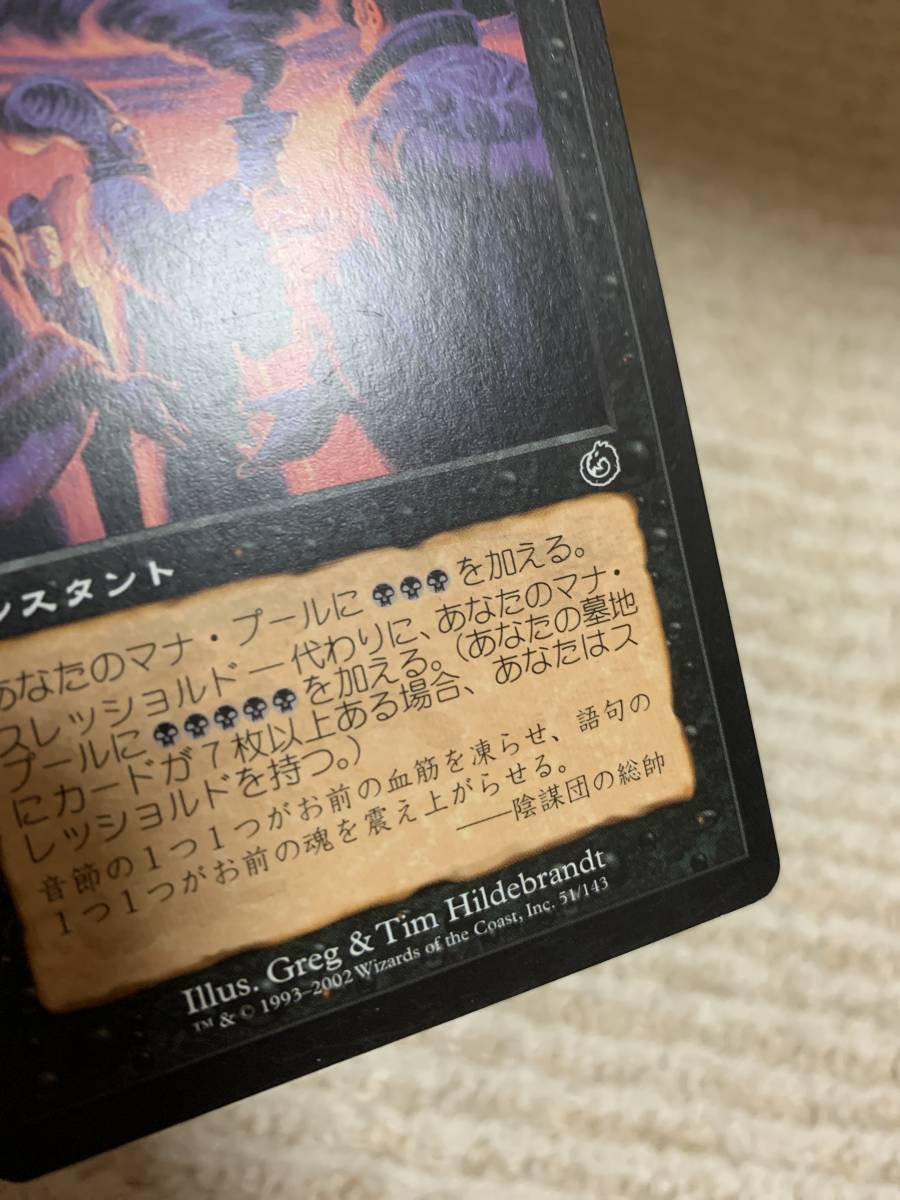 ンスタント
あなたのマナ・プールに を加える。
スレッショルド ― 代わりに、あなたのマナ・
プールに を加える。(あなたの墓地
にカードが7枚以上ある場合、あなたはス
レッショルドを持つ。)
音節の1つ1つがお前の血筋を凍らせ、語句の
1つ1つがお前の魂を震え上がらせる。
――陰謀団の総帥
Illus. Greg & Tim Hildebrandt
™ & © 1993–2002 Wizards of the Coast, Inc. 51/143